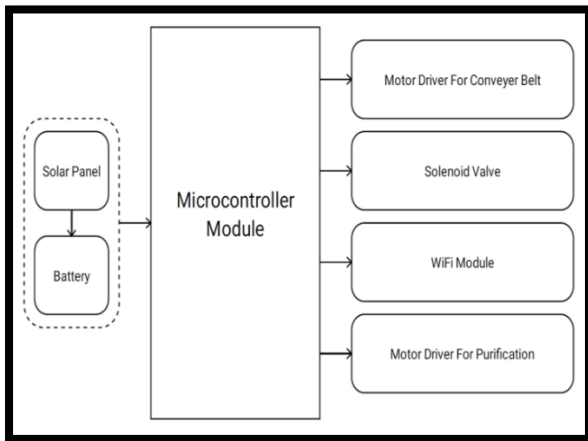 Motor Driver For Conveyer Belt
Solar Panel
Solenoid Valve
Microcontroller
Module
Battery
WiFi Module
Motor Driver For Purification